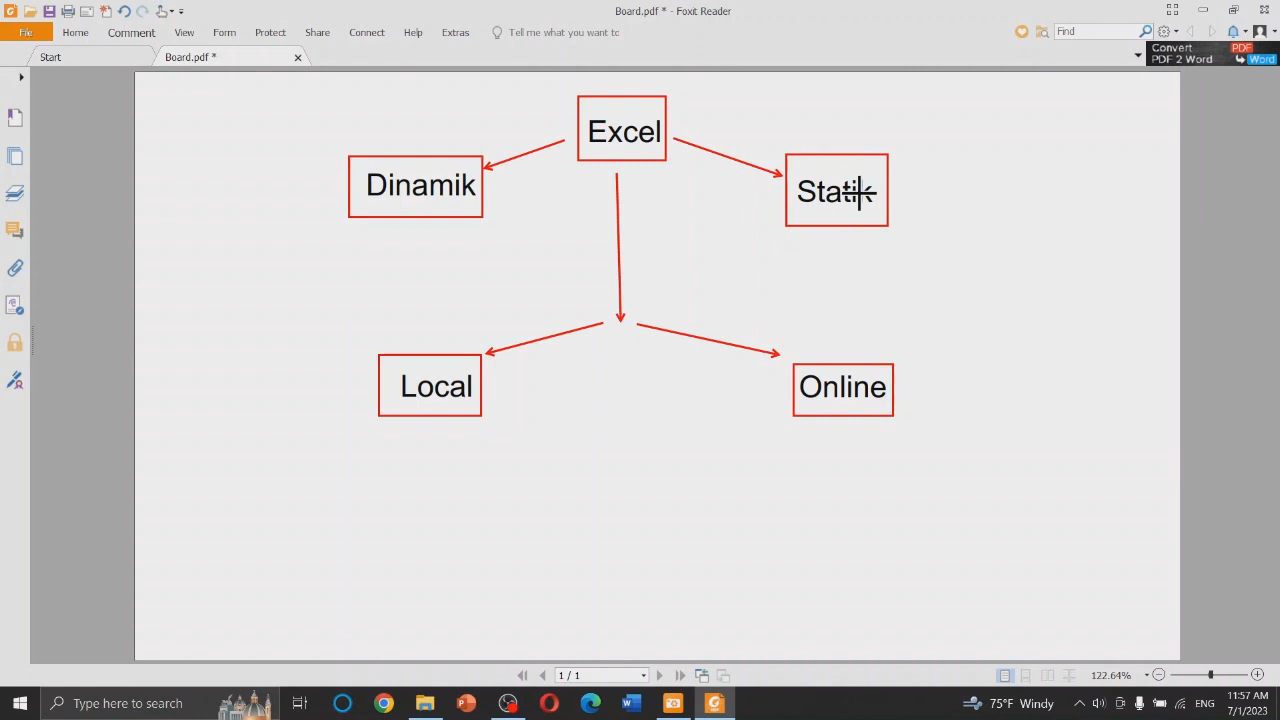 Board.pdf * - Foxit Reader
File Home Comment View Form Protect Share Connect Help Extras Tell me what you want to Find
Start Board.pdf * Convert PDF
PDF 2 Word Word
Excel
Dinamik
Statik
Local
Online
1 / 1 122.64%
Type here to search 75°F Windy ENG 11:57 AM
7/1/2023